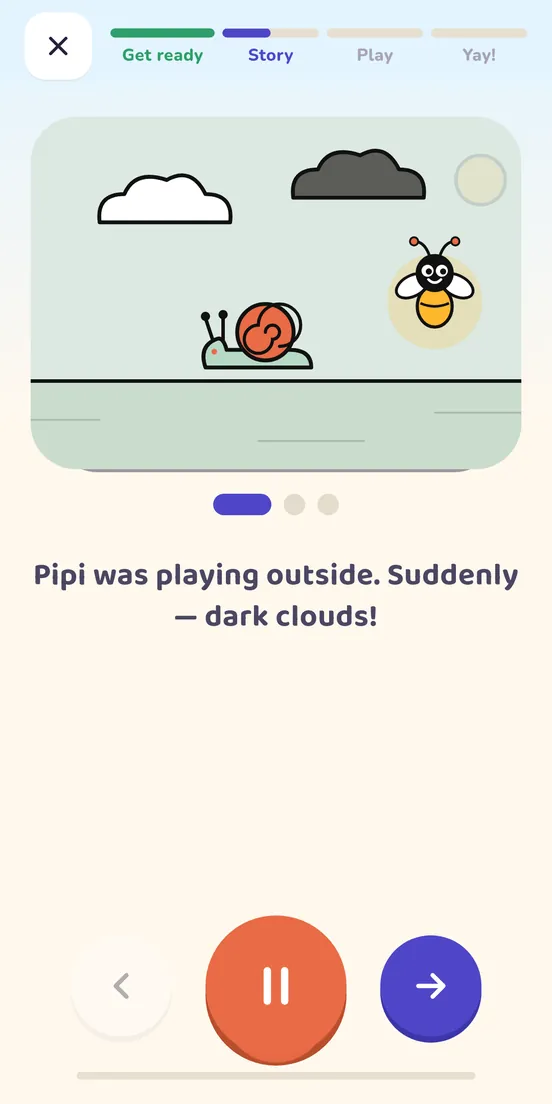 Get ready
Story
Play
Yay!
Pipi was playing outside. Suddenly
— dark clouds!